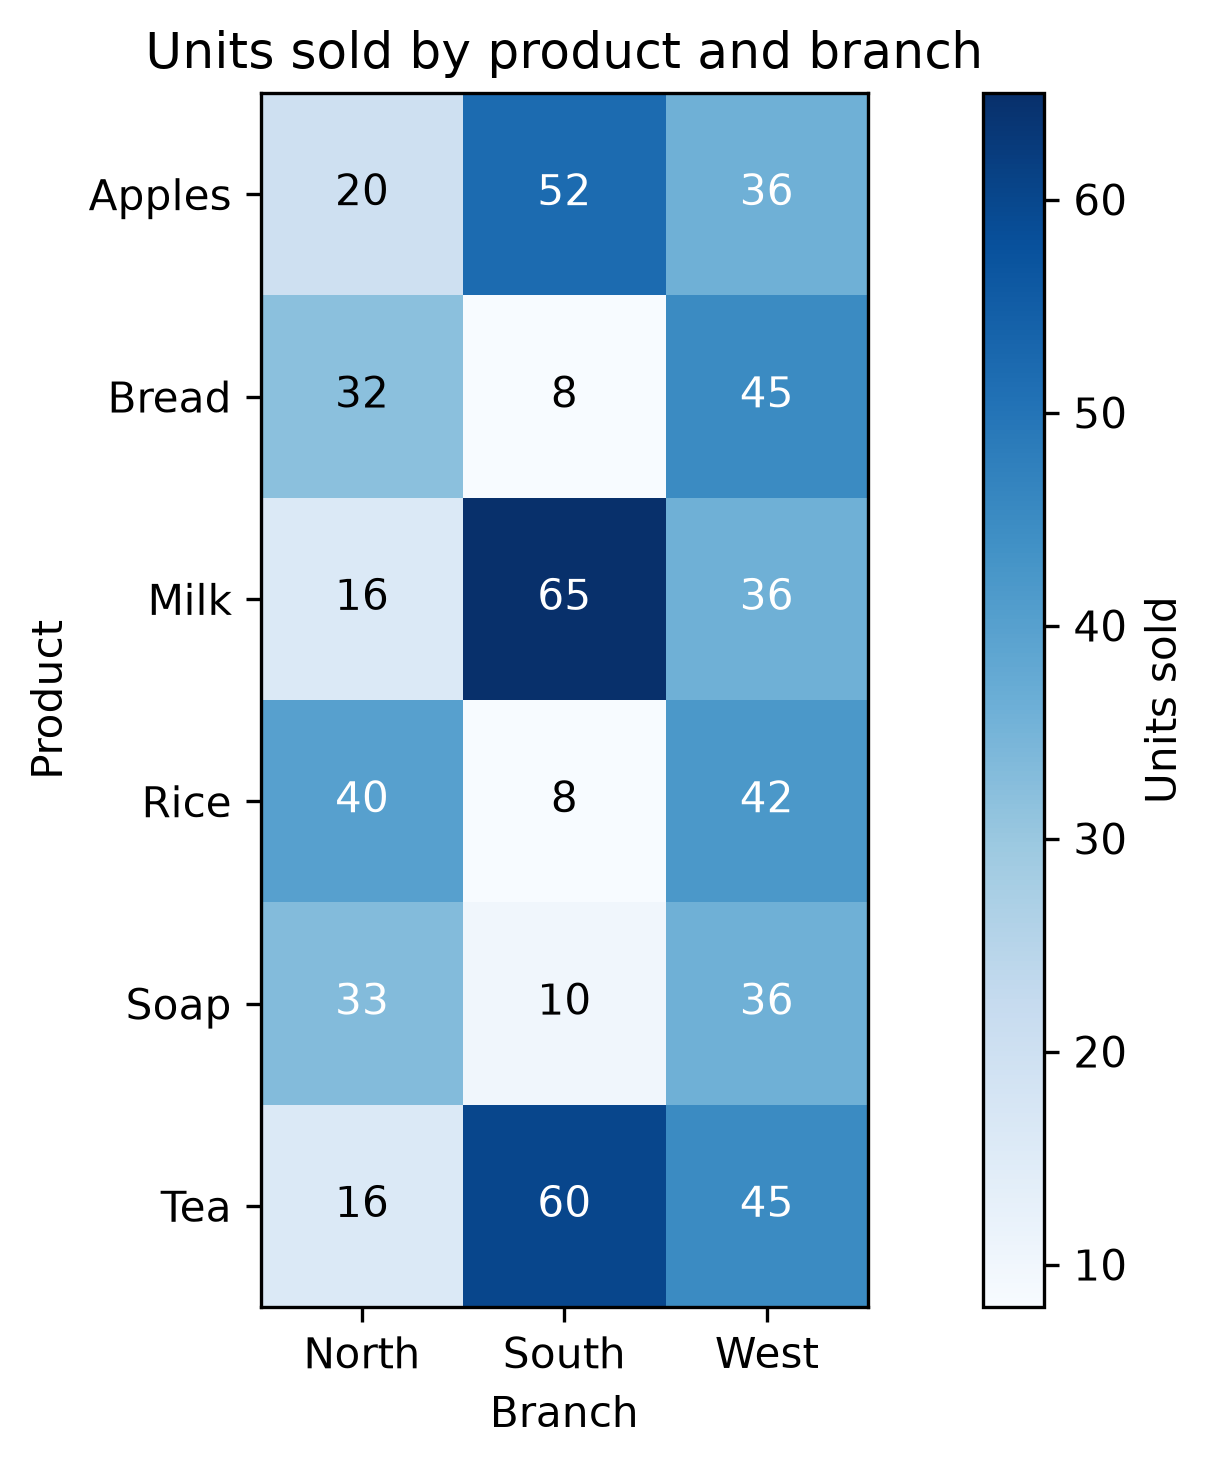 Units sold by product and branch
Apples 20 52 36
Bread 32 8 45
Milk 16 65 36
Rice 40 8 42
Soap 33 10 36
Tea 16 60 45
North South West
Branch
Product
60
50
40
30
20
10
Units sold